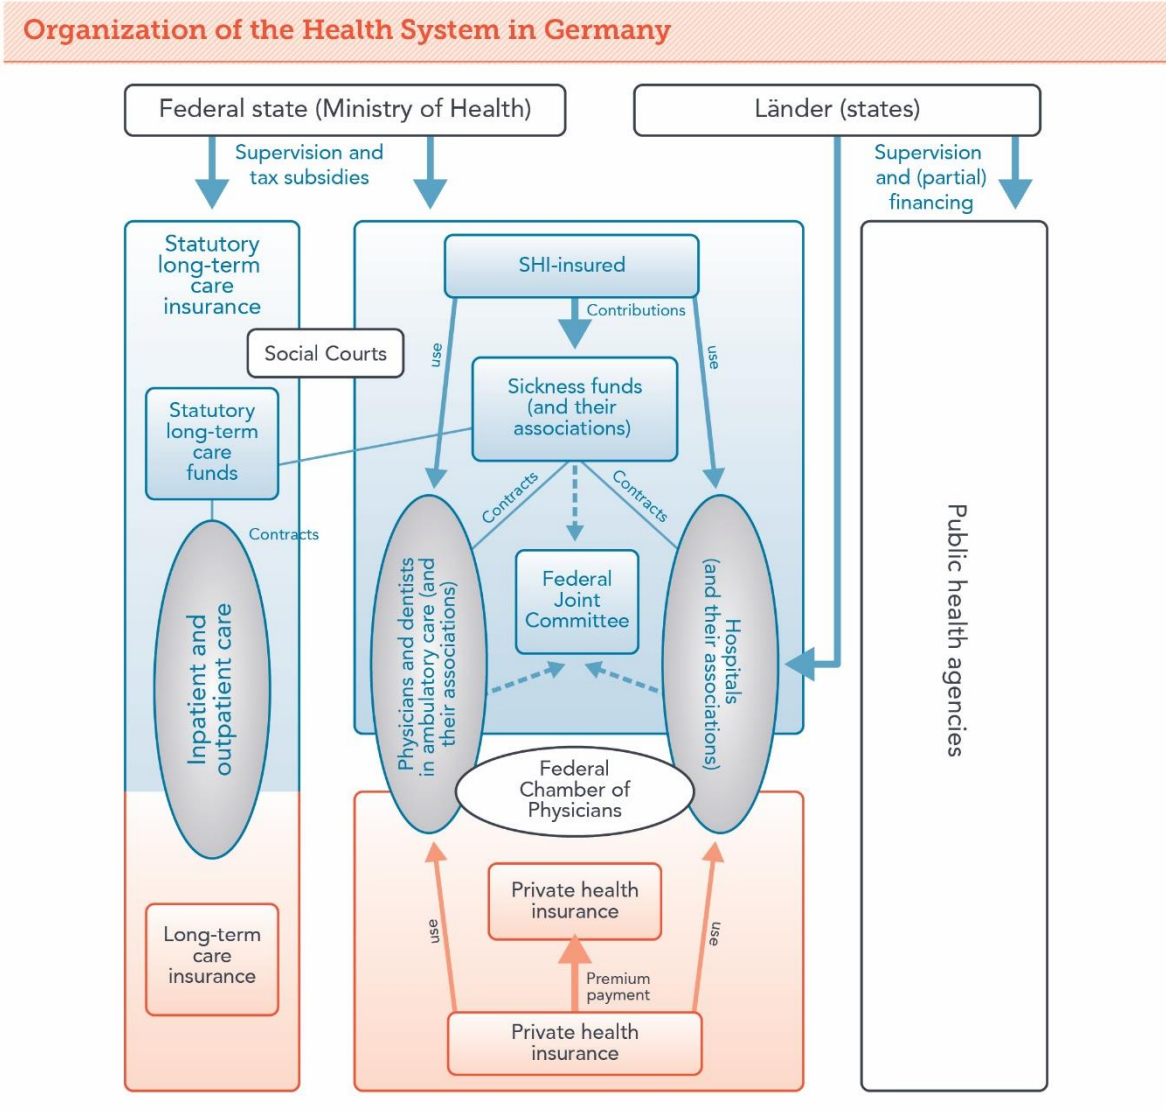 Organization of the Health System in Germany
Federal state (Ministry of Health)
Länder (states)
Supervision and
tax subsidies
Supervision
and (partial)
financing
Statutory
long-term
care
insurance
SHI-insured
Contributions
use
use
Social Courts
Sickness funds
(and their
associations)
Statutory
long-term
care
funds
Contracts
Contracts
Contracts
Federal
Joint
Committee
Inpatient and
outpatient care
Physicians and dentists
in ambulatory care (and
their associations)
Hospitals
(and their associations)
Public health agencies
Federal
Chamber of
Physicians
Private health
insurance
use
use
Long-term
care
insurance
Premium
payment
Private health
insurance